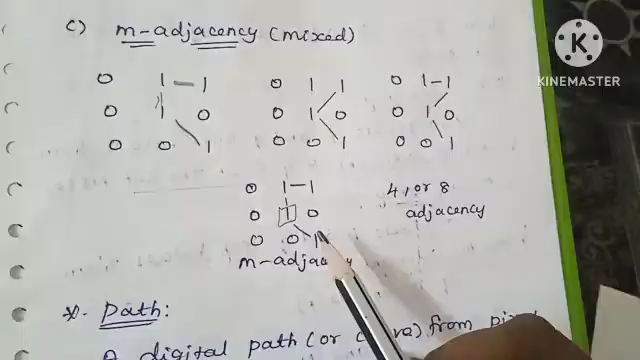 c) m-adjacency (mixed)
0 1 1 0 1 1 0 1 1
0 1 0 0 1 0 0 1 0
0 0 1 0 0 1 0 0 1
0 1 1
0 1 0
0 0 1
4, or 8
adjacency
m-adja
*. Path:
A digital path (or from
K
KINEMASTER